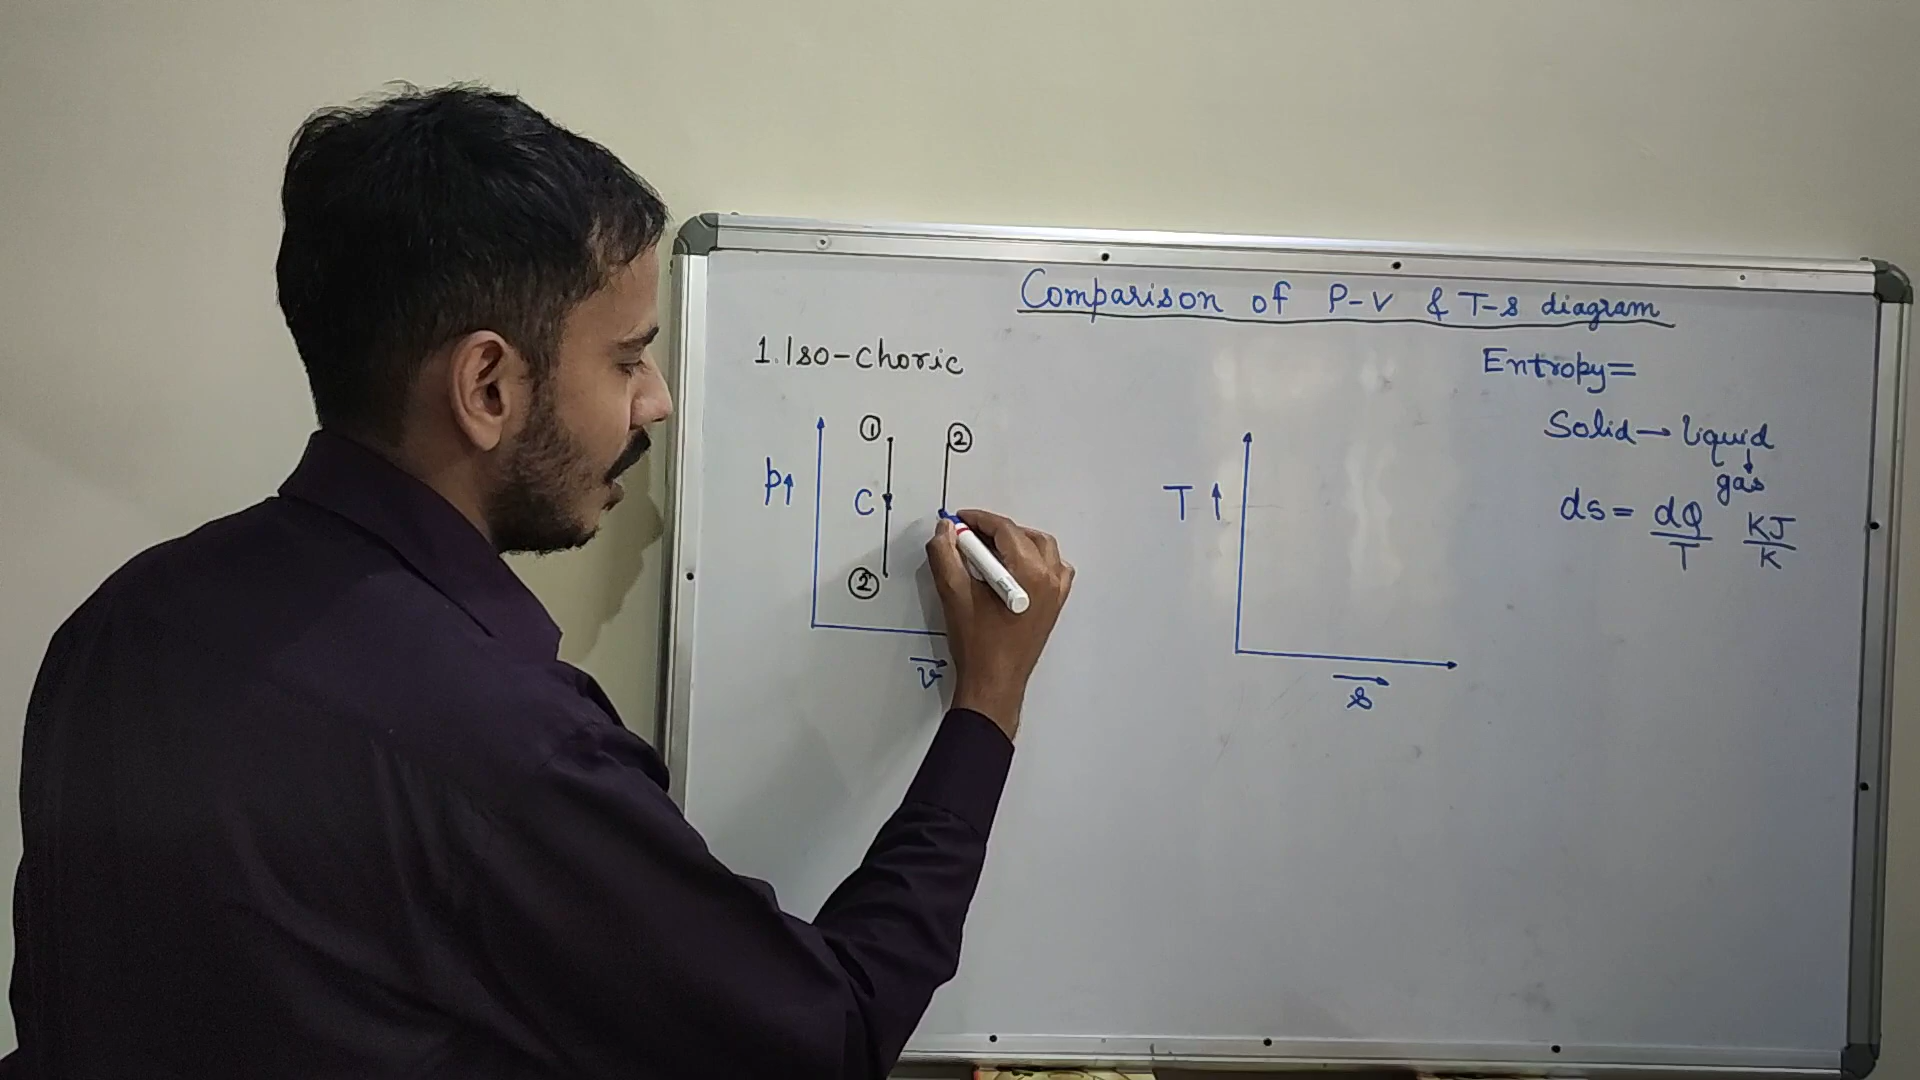 Comparison of P-V & T-s diagram
1. Iso-Choric
Entropy=
Solid → liquid
↓
gas
ds = dQ/T KJ/K
① ②
P↑ C
②
v
T ↑
s